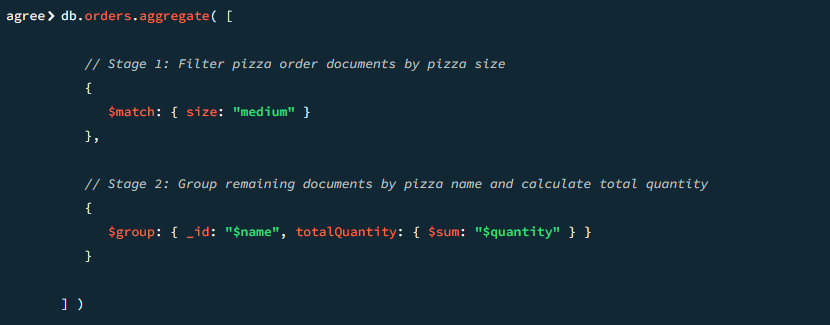 agree> db.orders.aggregate( [
// Stage 1: Filter pizza order documents by pizza size
{
$match: { size: "medium" }
},
// Stage 2: Group remaining documents by pizza name and calculate total quantity
{
$group: { _id: "$name", totalQuantity: { $sum: "$quantity" } }
}
] )